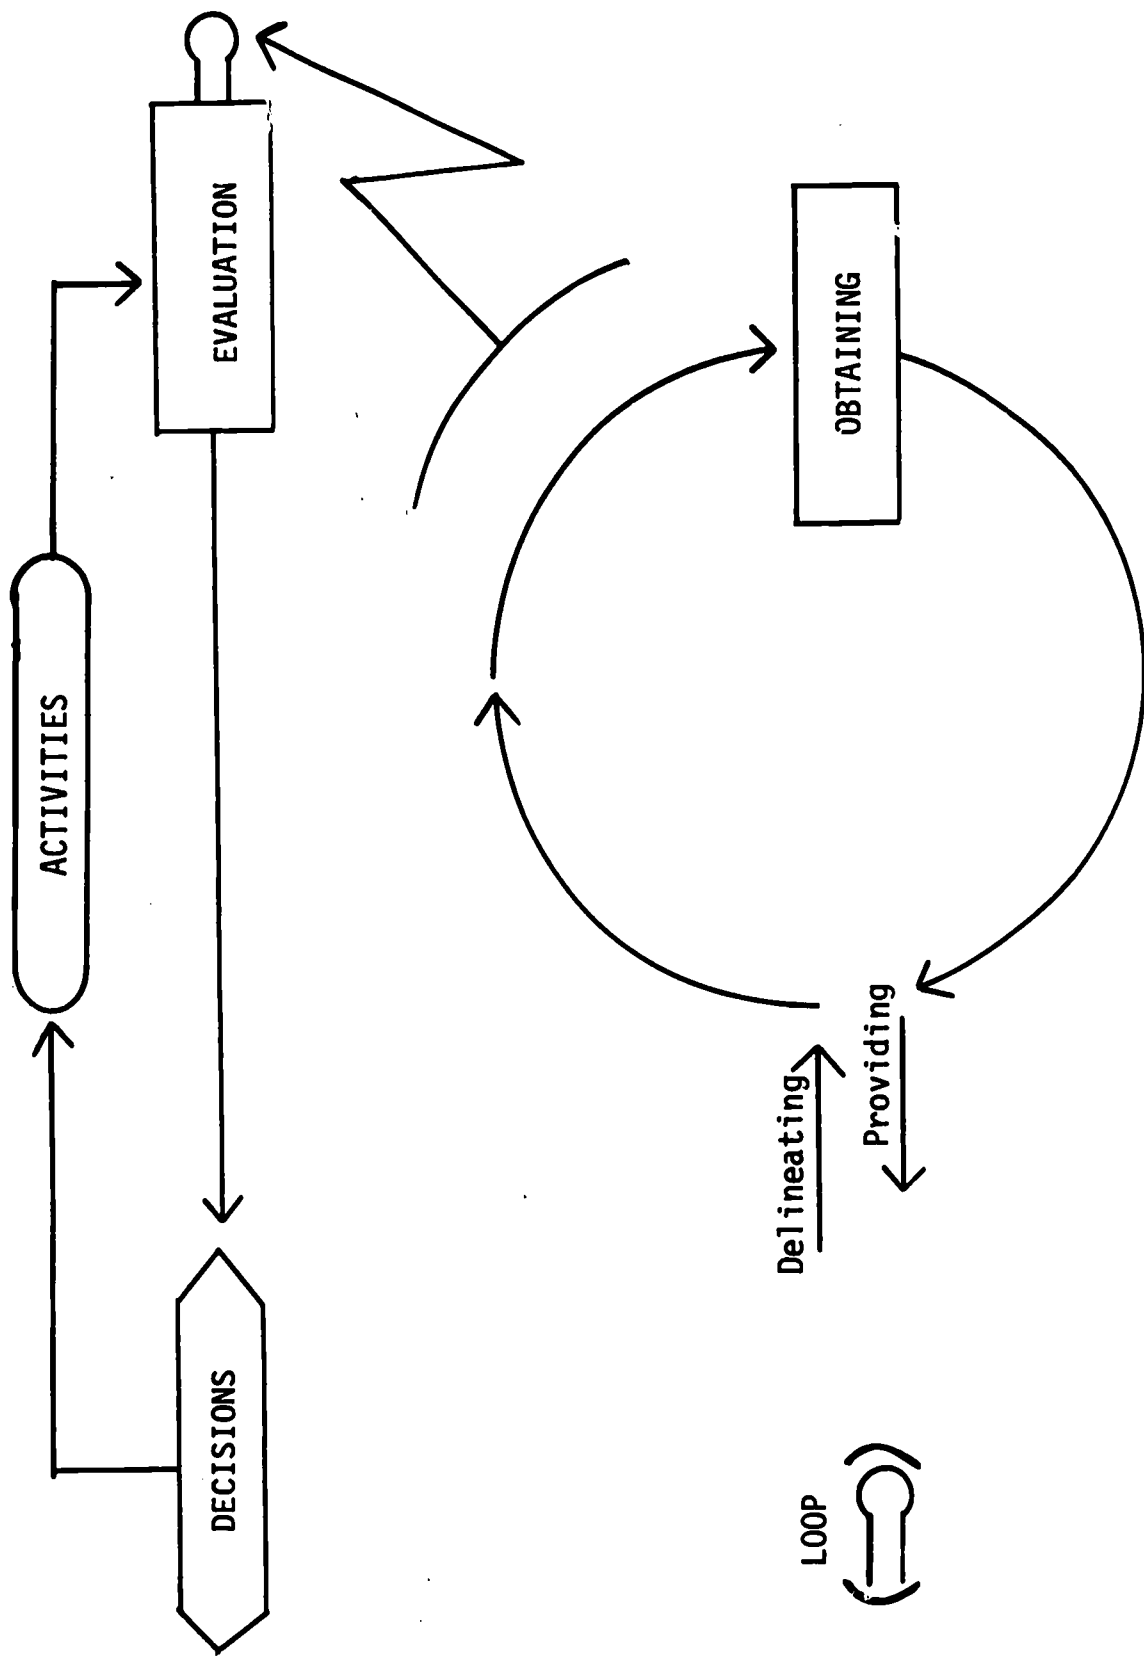 ACTIVITIES
DECISIONS
EVALUATION
LOOP
Delineating
Providing
OBTAINING